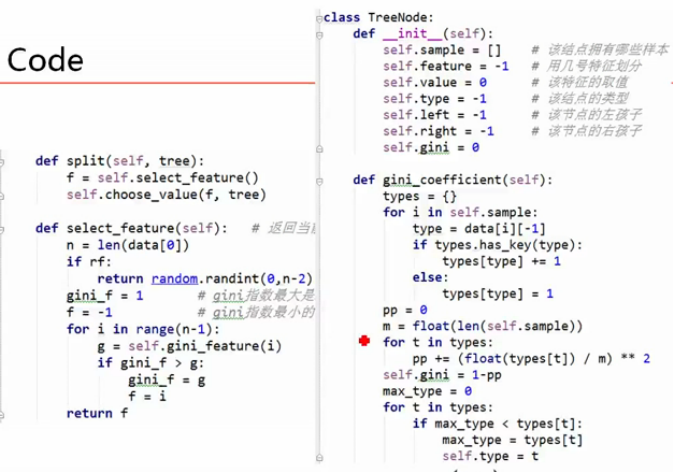 Code
def split(self, tree):
f = self.select_feature()
self.choose_value(f, tree)
def select_feature(self): # 返回当
n = len(data[0])
if rf:
return random.randint(0,n-2)
gini_f = 1 # gini指数最大是
f = -1 # gini指数最小的
for i in range(n-1):
g = self.gini_feature(i)
if gini_f > g:
gini_f = g
f = i
return f
class TreeNode:
def __init__(self):
self.sample = [] # 该结点拥有哪些样本
self.feature = -1 # 用几号特征划分
self.value = 0 # 该特征的取值
self.type = -1 # 该结点的类型
self.left = -1 # 该节点的左孩子
self.right = -1 # 该节点的右孩子
self.gini = 0
def gini_coefficient(self):
types = {}
for i in self.sample:
type = data[i][-1]
if types.has_key(type):
types[type] += 1
else:
types[type] = 1
pp = 0
m = float(len(self.sample))
for t in types:
pp += (float(types[t]) / m) ** 2
self.gini = 1-pp
max_type = 0
for t in types:
if max_type < types[t]:
max_type = types[t]
self.type = t